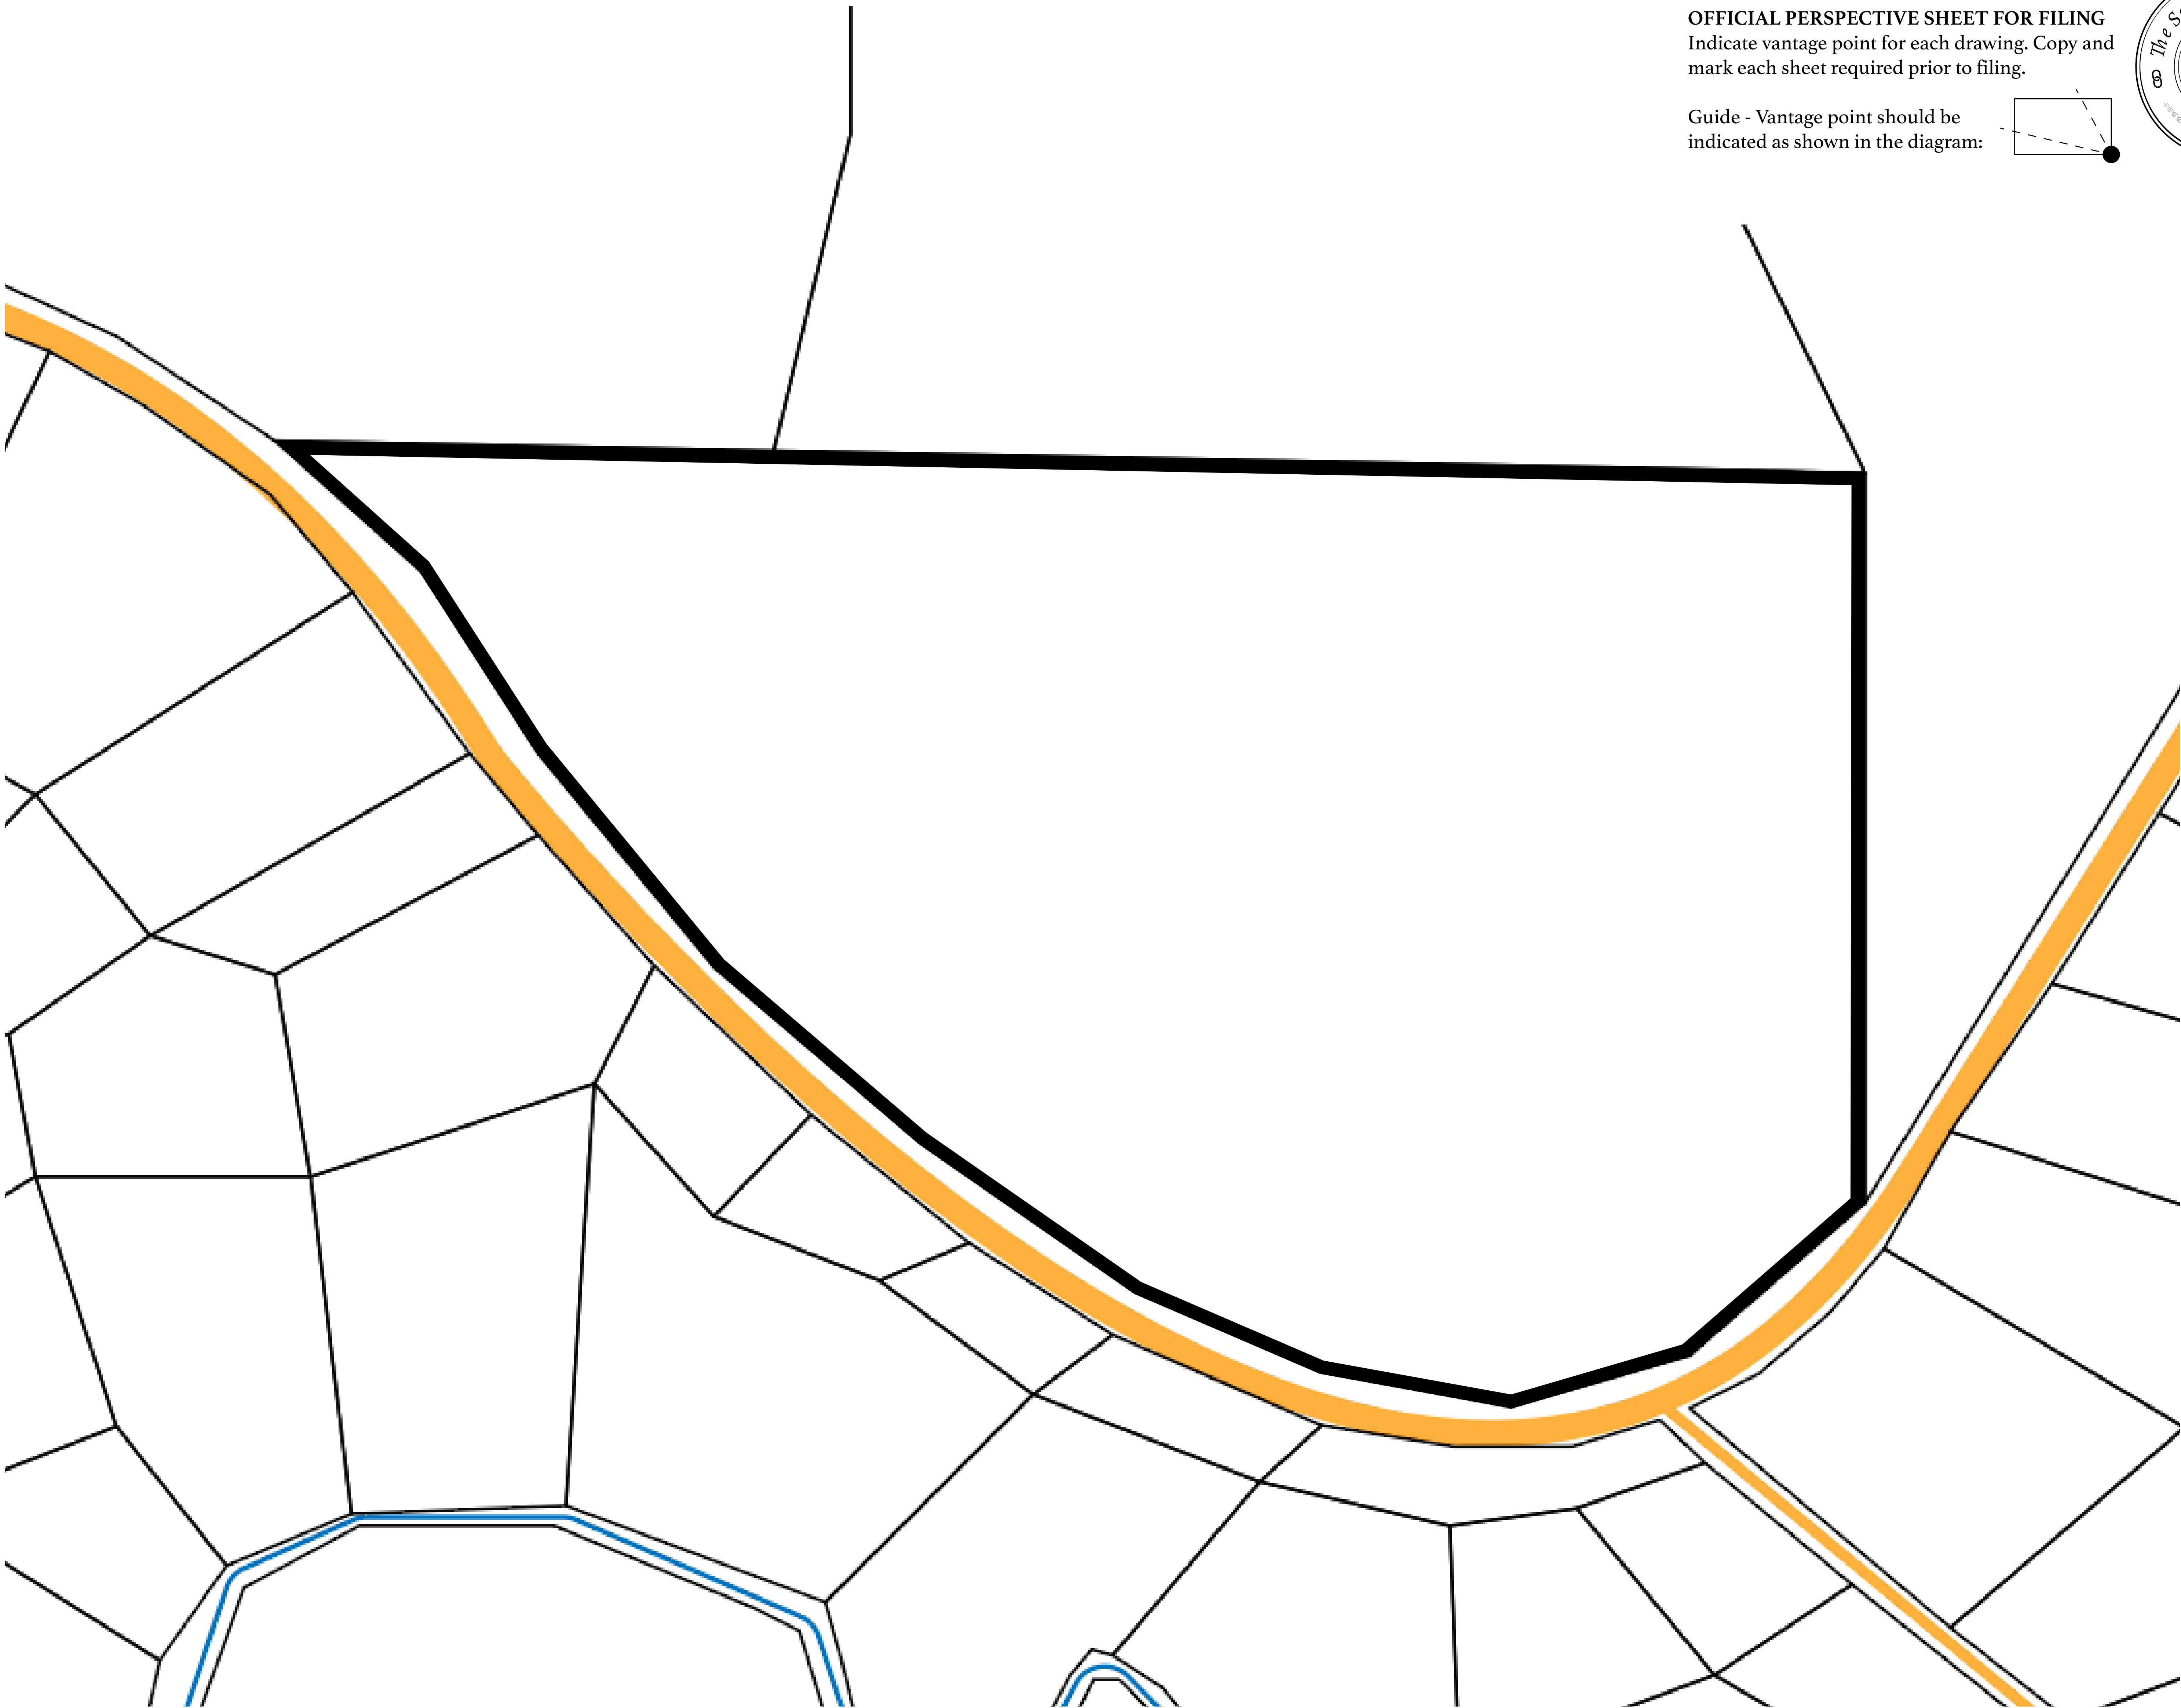 OFFICIAL PERSPECTIVE SHEET FOR FILING
Indicate vantage point for each drawing. Copy and
mark each sheet required prior to filing.
Guide - Vantage point should be
indicated as shown in the diagram:
The